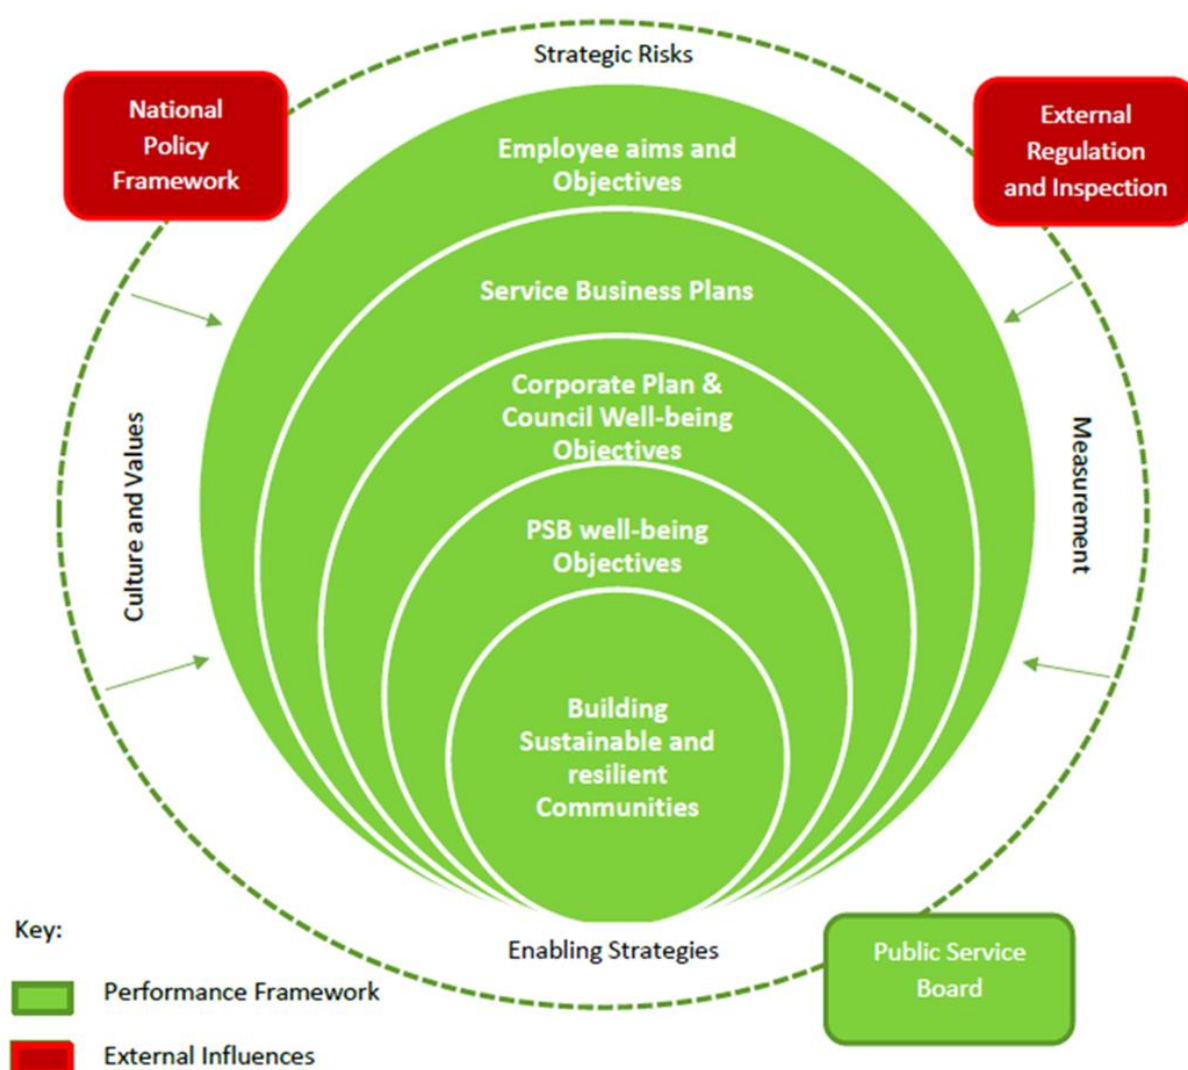 Strategic Risks
National
Policy
Framework
External
Regulation
and Inspection
Employee aims and
Objectives
Service Business Plans
Corporate Plan &
Council Well-being
Objectives
Culture and Values
Measurement
PSB well-being
Objectives
Building
Sustainable and
resilient
Communities
Enabling Strategies
Public Service
Board
Key:
Performance Framework
External Influences